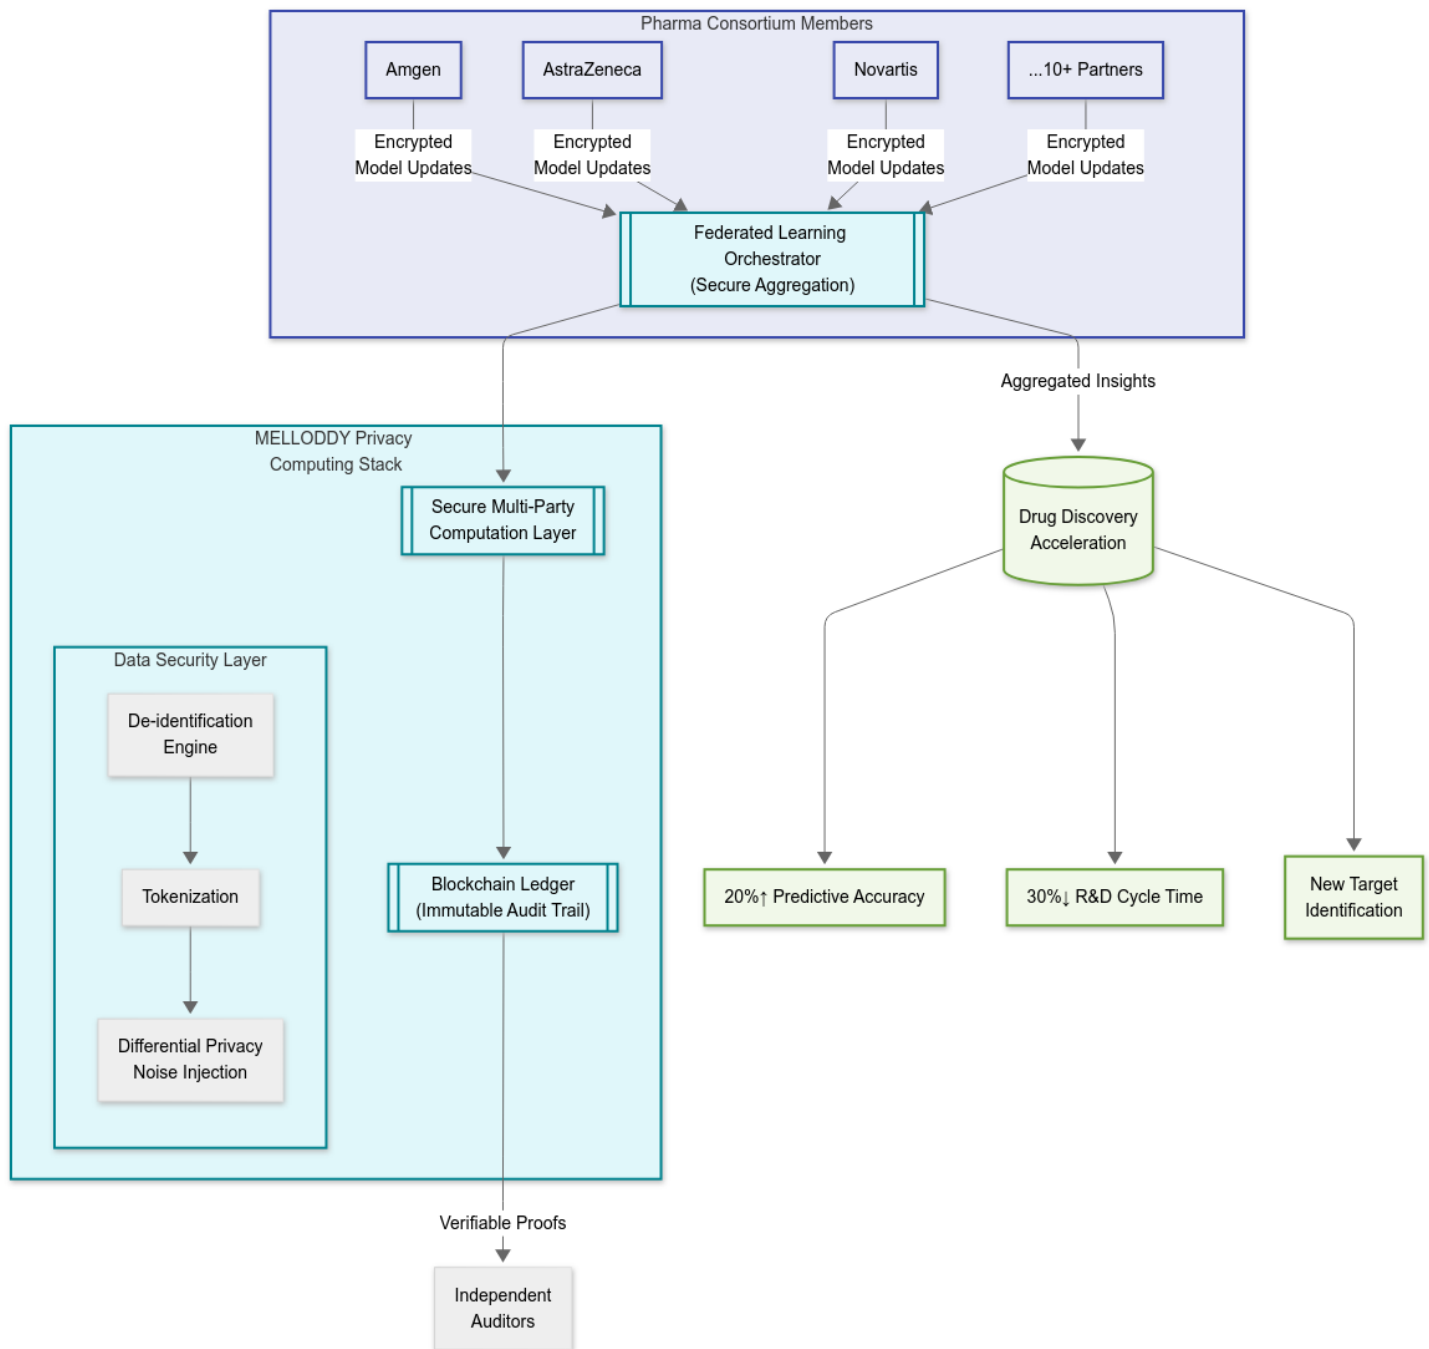 Pharma Consortium Members
Amgen
AstraZeneca
Novartis
...10+ Partners
Encrypted
Model Updates
Encrypted
Model Updates
Encrypted
Model Updates
Encrypted
Model Updates
Federated Learning
Orchestrator
(Secure Aggregation)
Aggregated Insights
MELLODDY Privacy
Computing Stack
Secure Multi-Party
Computation Layer
Drug Discovery
Acceleration
Data Security Layer
De-identification
Engine
Tokenization
Differential Privacy
Noise Injection
Blockchain Ledger
(Immutable Audit Trail)
20%↑ Predictive Accuracy
30%↓ R&D Cycle Time
New Target
Identification
Verifiable Proofs
Independent
Auditors